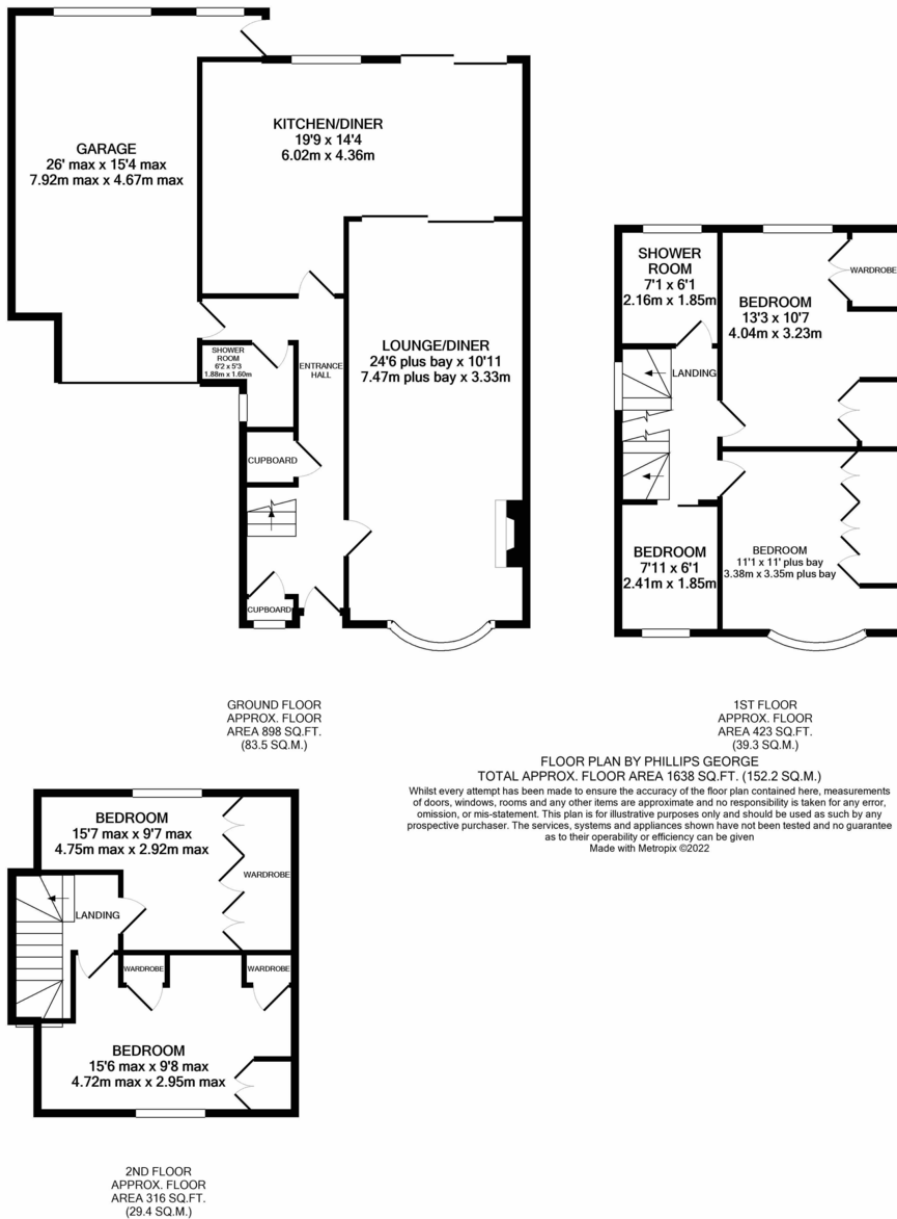 GARAGE
26' max x 15'4 max
7.92m max x 4.67m max
KITCHEN/DINER
19'9 x 14'4
6.02m x 4.36m
SHOWER
ROOM
6'2 x 5'3
1.88m x 1.60m
ENTRANCE
HALL
LOUNGE/DINER
24'6 plus bay x 10'11
7.47m plus bay x 3.33m
CUPBOARD
CUPBOARD
GROUND FLOOR
APPROX. FLOOR
AREA 898 SQ.FT.
(83.5 SQ.M.)
SHOWER
ROOM
7'1 x 6'1
2.16m x 1.85m
BEDROOM
13'3 x 10'7
4.04m x 3.23m
WARDROBE
LANDING
BEDROOM
7'11 x 6'1
2.41m x 1.85m
BEDROOM
11'1 x 11' plus bay
3.38m x 3.35m plus bay
1ST FLOOR
APPROX. FLOOR
AREA 423 SQ.FT.
(39.3 SQ.M.)
FLOOR PLAN BY PHILLIPS GEORGE
TOTAL APPROX. FLOOR AREA 1638 SQ.FT. (152.2 SQ.M.)
Whilst every attempt has been made to ensure the accuracy of the floor plan contained here, measurements
of doors, windows, rooms and any other items are approximate and no responsibility is taken for any error,
omission, or mis-statement. This plan is for illustrative purposes only and should be used as such by any
prospective purchaser. The services, systems and appliances shown have not been tested and no guarantee
as to their operability or efficiency can be given
Made with Metropix ©2022
BEDROOM
15'7 max x 9'7 max
4.75m max x 2.92m max
WARDROBE
LANDING
WARDROBE
WARDROBE
BEDROOM
15'6 max x 9'8 max
4.72m max x 2.95m max
2ND FLOOR
APPROX. FLOOR
AREA 316 SQ.FT.
(29.4 SQ.M.)